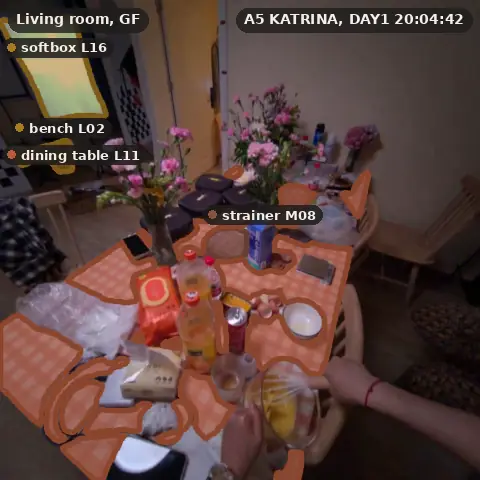 Living room, GF
A5 KATRINA, DAY1 20:04:42
softbox L16
bench L02
dining table L11
strainer M08